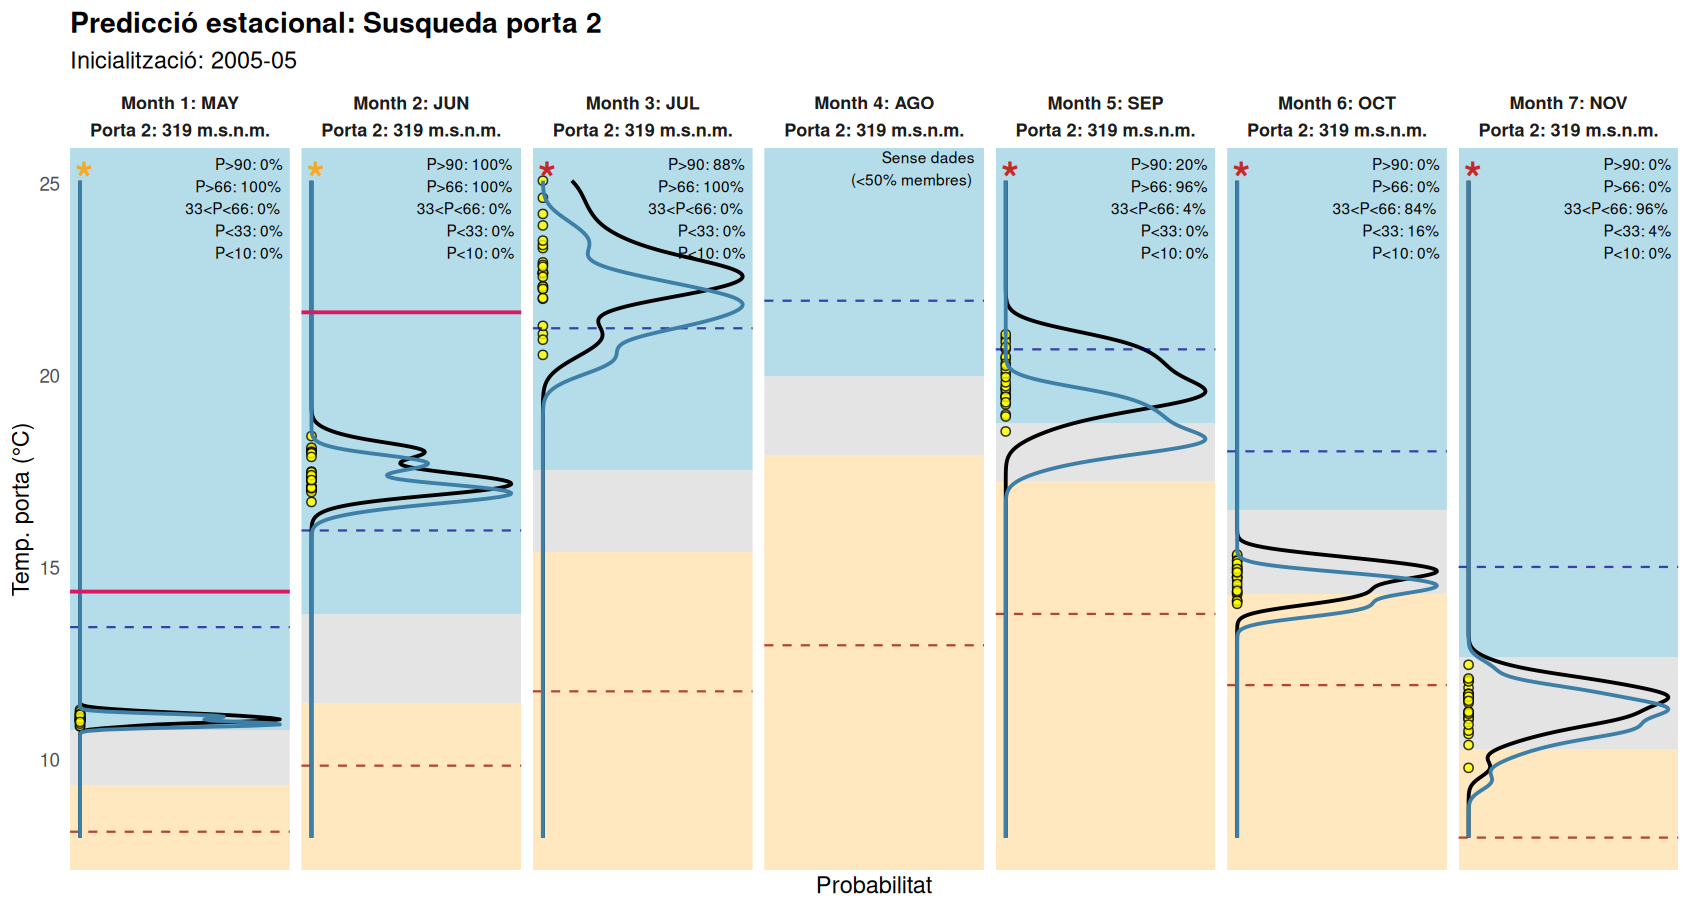 Predicció estacional: Susqueda porta 2
Inicialització: 2005-05
Month 1: MAY
Porta 2: 319 m.s.n.m.
Month 2: JUN
Porta 2: 319 m.s.n.m.
Month 3: JUL
Porta 2: 319 m.s.n.m.
Month 4: AGO
Porta 2: 319 m.s.n.m.
Month 5: SEP
Porta 2: 319 m.s.n.m.
Month 6: OCT
Porta 2: 319 m.s.n.m.
Month 7: NOV
Porta 2: 319 m.s.n.m.
Temp. porta (°C)
25
20
15
10
*
P>90: 0%
P>66: 100%
33<P<66: 0%
P<33: 0%
P<10: 0%
*
P>90: 100%
P>66: 100%
33<P<66: 0%
P<33: 0%
P<10: 0%
*
P>90: 88%
P>66: 100%
33<P<66: 0%
P<33: 0%
P<10: 0%
Sense dades
(<50% membres)
*
P>90: 20%
P>66: 96%
33<P<66: 4%
P<33: 0%
P<10: 0%
*
P>90: 0%
P>66: 0%
33<P<66: 84%
P<33: 16%
P<10: 0%
*
P>90: 0%
P>66: 0%
33<P<66: 96%
P<33: 4%
P<10: 0%
Probabilitat